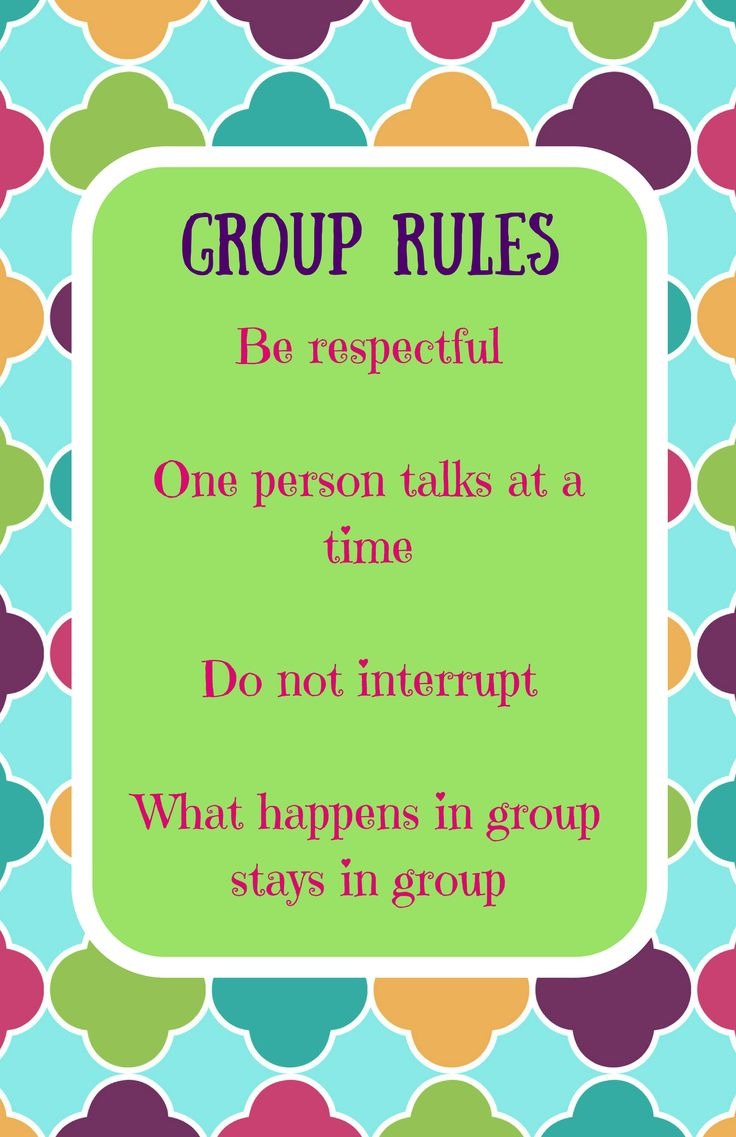 GROUP RULES
Be respectful
One person talks at a
time
Do not interrupt
What happens in group
stays in group